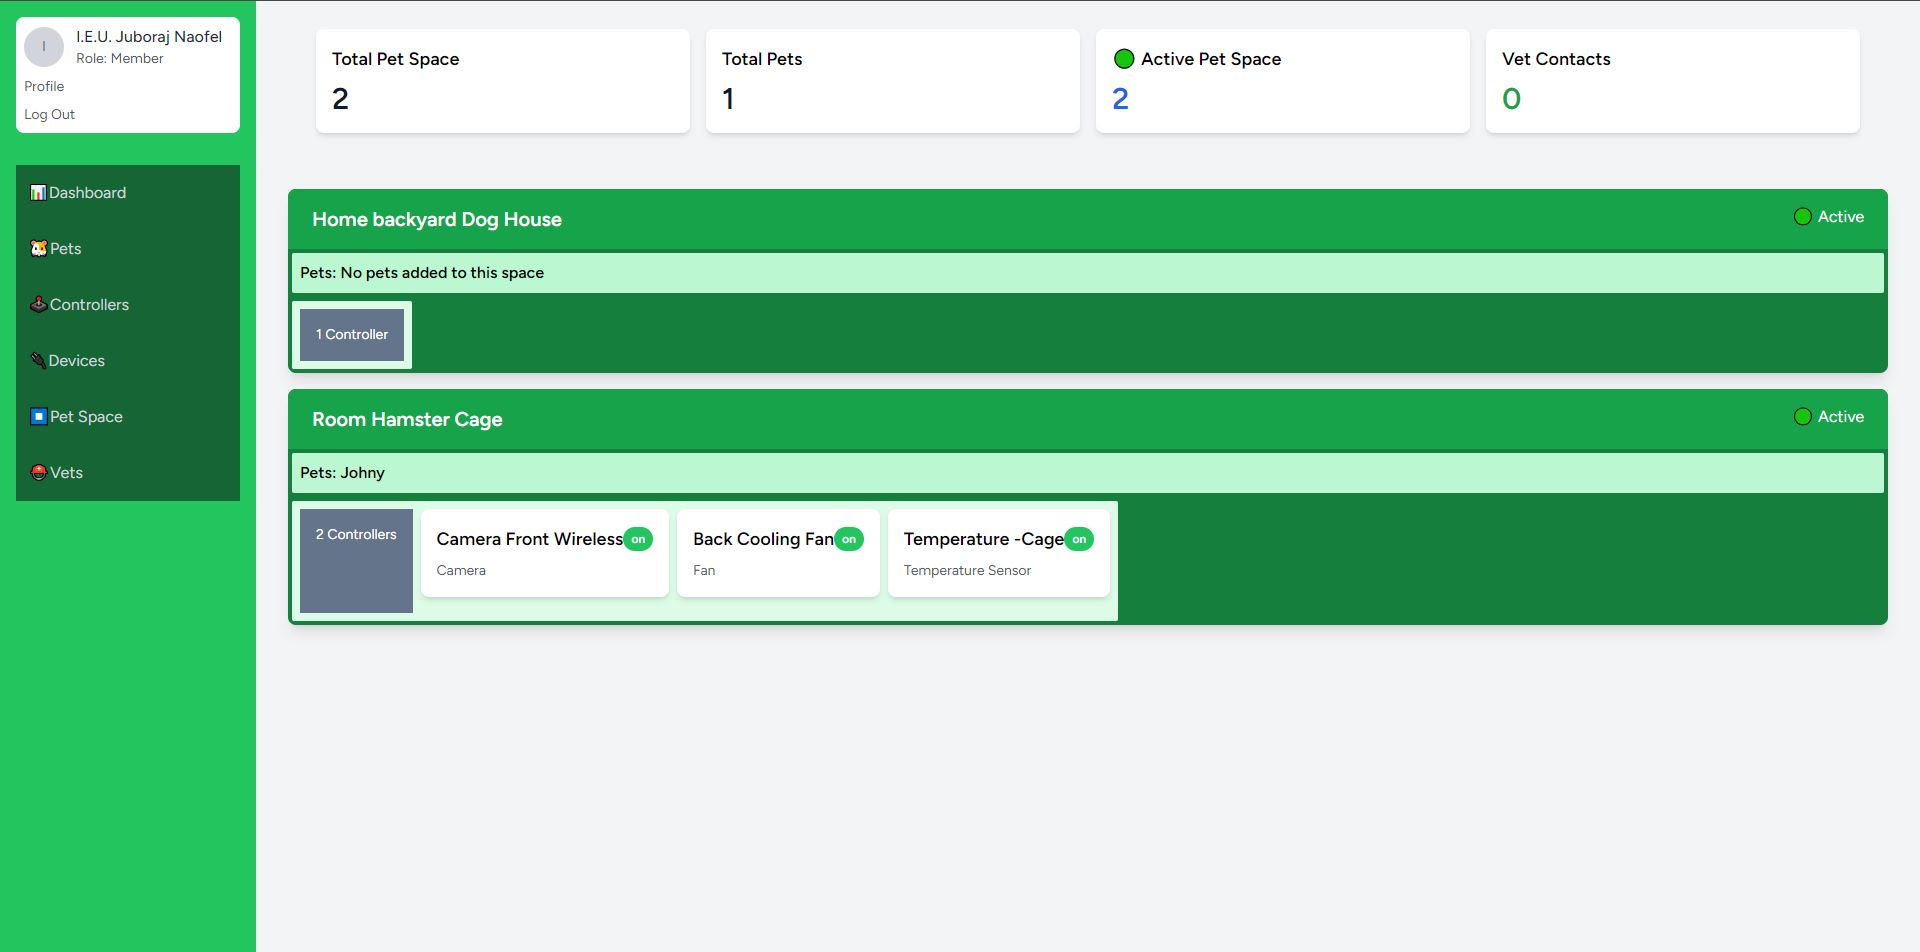 I
I.E.U. Juboraj Naofel
Role: Member
Profile
Log Out
Dashboard
Pets
Controllers
Devices
Pet Space
Vets
Total Pet Space
2
Total Pets
1
Active Pet Space
2
Vet Contacts
0
Home backyard Dog House
Active
Pets: No pets added to this space
1 Controller
Room Hamster Cage
Active
Pets: Johny
2 Controllers
Camera Front Wireless on
Camera
Back Cooling Fan on
Fan
Temperature -Cage on
Temperature Sensor